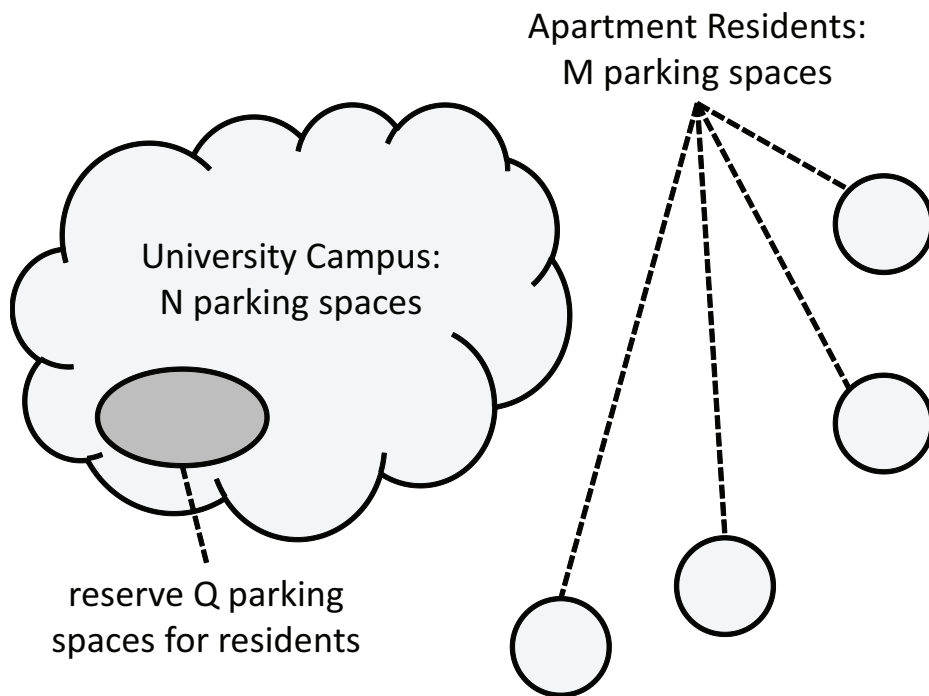 Apartment Residents:
M parking spaces
University Campus:
N parking spaces
reserve Q parking
spaces for residents